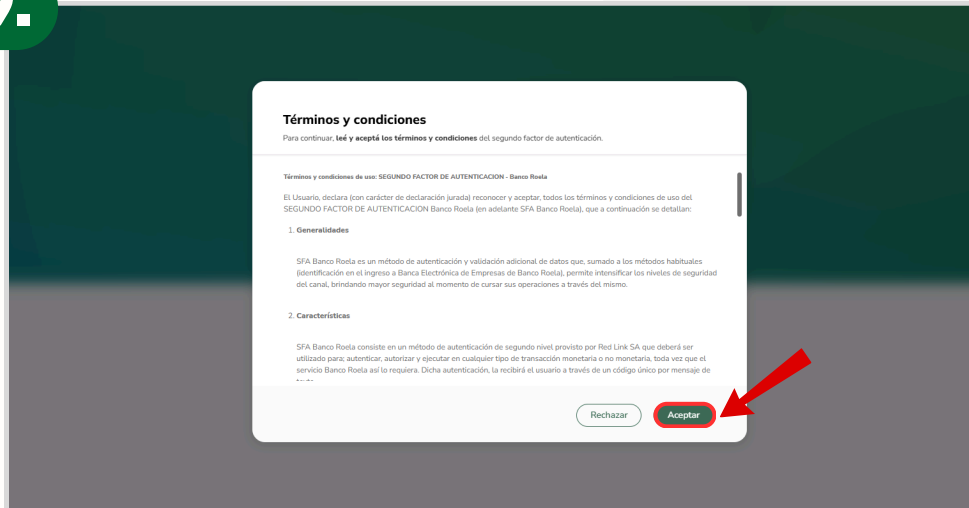 Términos y condiciones
Para continuar, leé y aceptá los términos y condiciones del segundo factor de autenticación.
Términos y condiciones de uso: SEGUNDO FACTOR DE AUTENTICACION - Banco Roela
El Usuario, declara (con carácter de declaración jurada) reconocer y aceptar, todos los términos y condiciones de uso del
SEGUNDO FACTOR DE AUTENTICACION Banco Roela (en adelante SFA Banco Roela), que a continuación se detallan:
1. Generalidades
SFA Banco Roela es un método de autenticación y validación adicional de datos que, sumado a los métodos habituales
(identificación en el ingreso a Banca Electrónica de Empresas de Banco Roela), permite intensificar los niveles de seguridad
del canal, brindando mayor seguridad al momento de cursar sus operaciones a través del mismo.
2. Características
SFA Banco Roela consiste en un método de autenticación de segundo nivel provisto por Red Link SA que deberá ser
utilizado para; autenticar, autorizar y ejecutar en cualquier tipo de transacción monetaria o no monetaria, toda vez que el
servicio Banco Roela así lo requiera. Dicha autenticación, la recibirá el usuario a través de un código único por mensaje de
Rechazar
Aceptar